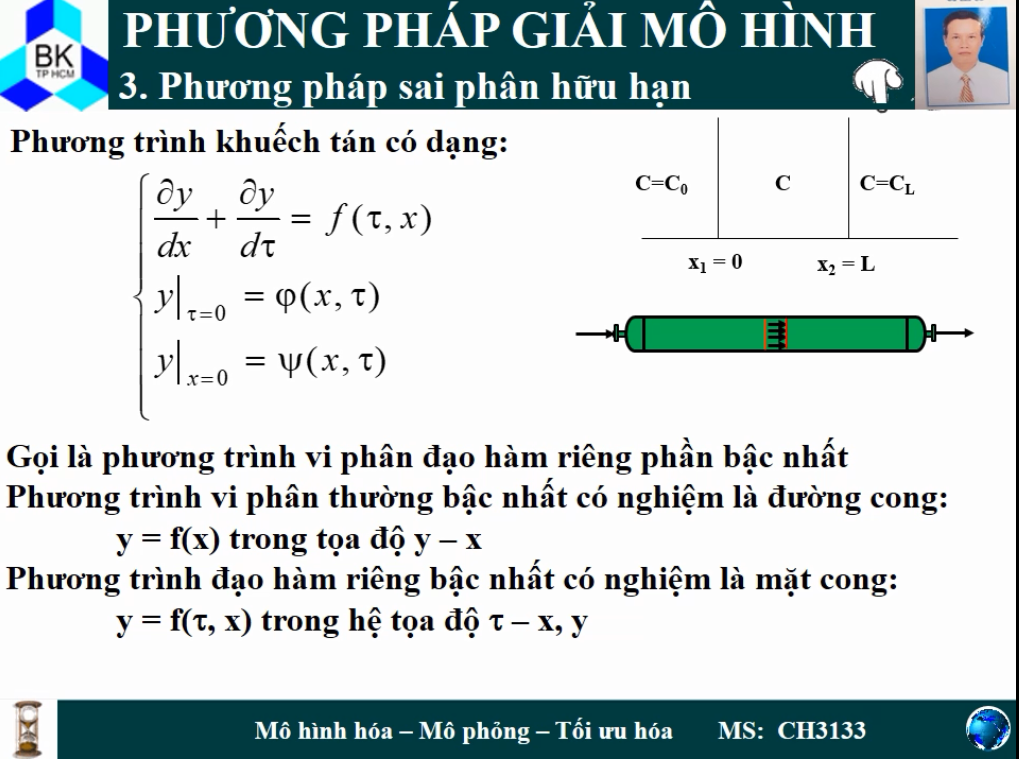 PHƯƠNG PHÁP GIẢI MÔ HÌNH
BK
TP HCM
3. Phương pháp sai phân hữu hạn
Phương trình khuếch tán có dạng:
∂y/dx + ∂y/dτ = f(τ, x)
y|τ=0 = φ(x, τ)
y|x=0 = ψ(x, τ)
C=C₀ C C=C_L
x₁ = 0 x₂ = L
Gọi là phương trình vi phân đạo hàm riêng phần bậc nhất
Phương trình vi phân thường bậc nhất có nghiệm là đường cong:
y = f(x) trong tọa độ y – x
Phương trình đạo hàm riêng bậc nhất có nghiệm là mặt cong:
y = f(τ, x) trong hệ tọa độ τ – x, y
Mô hình hóa – Mô phỏng – Tối ưu hóa MS: CH3133